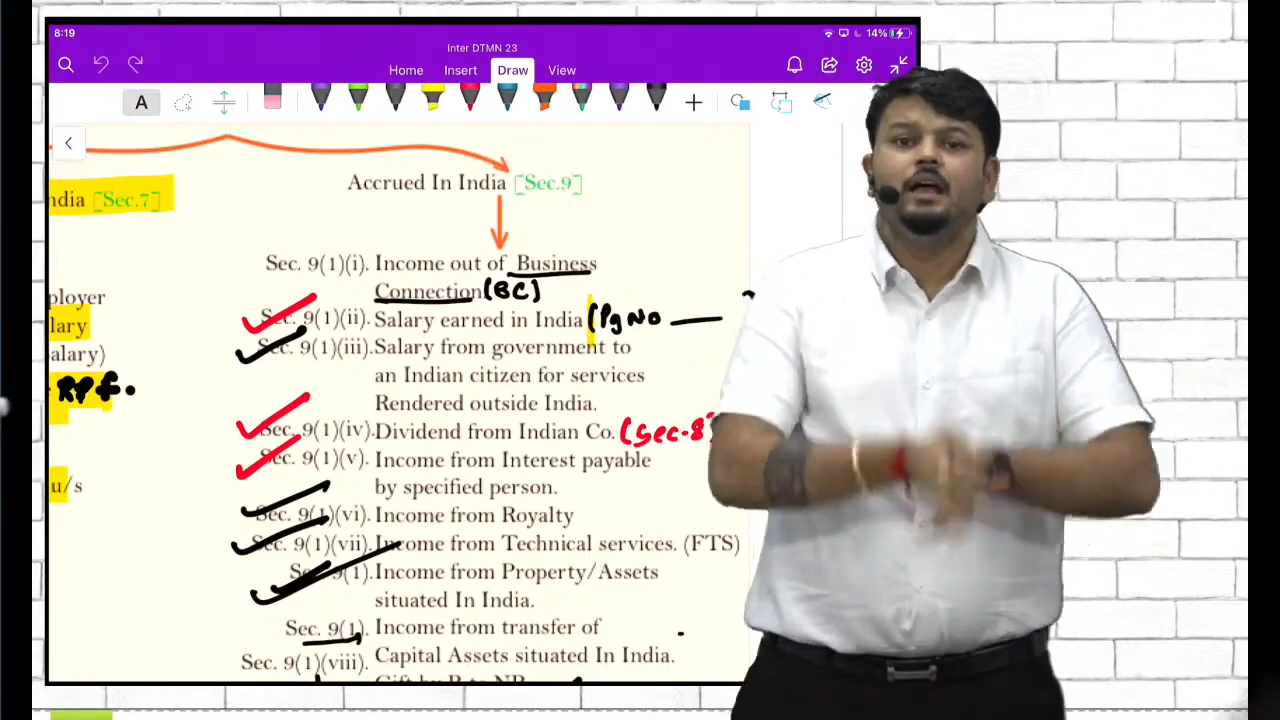 8:19
14%
Inter DTMN 23
Home Insert Draw View
A
Accrued In India [Sec.9]
ndia [Sec.7]
Sec. 9(1)(i). Income out of Business
Connection (BC)
ployer
Sec. 9(1)(ii). Salary earned in India (Pg No —
lary
Sec. 9(1)(iii). Salary from government to
alary)
an Indian citizen for services
RPf.
Rendered outside India.
Sec. 9(1)(iv). Dividend from Indian Co. (Sec-8
Sec. 9(1)(v). Income from Interest payable
u/s
by specified person.
Sec. 9(1)(vi). Income from Royalty
Sec. 9(1)(vii). Income from Technical services. (FTS)
Sec. 9(1). Income from Property/Assets
situated In India.
Sec. 9(1). Income from transfer of
Sec. 9(1)(viii). Capital Assets situated In India.
Gift by R to NR